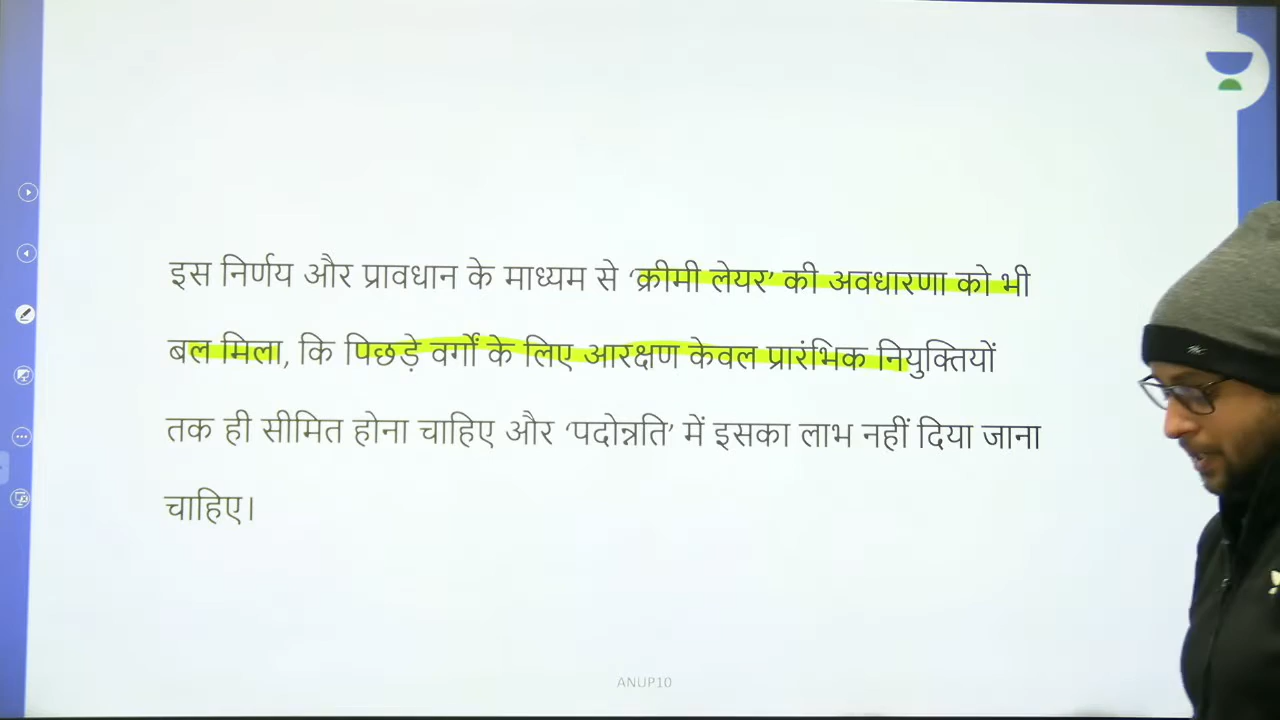 इस निर्णय और प्रावधान के माध्यम से ‘क्रीमी लेयर’ की अवधारणा को भी
बल मिला, कि पिछड़े वर्गों के लिए आरक्षण केवल प्रारंभिक नियुक्तियों
तक ही सीमित होना चाहिए और ‘पदोन्नति’ में इसका लाभ नहीं दिया जाना
चाहिए।
ANUP10